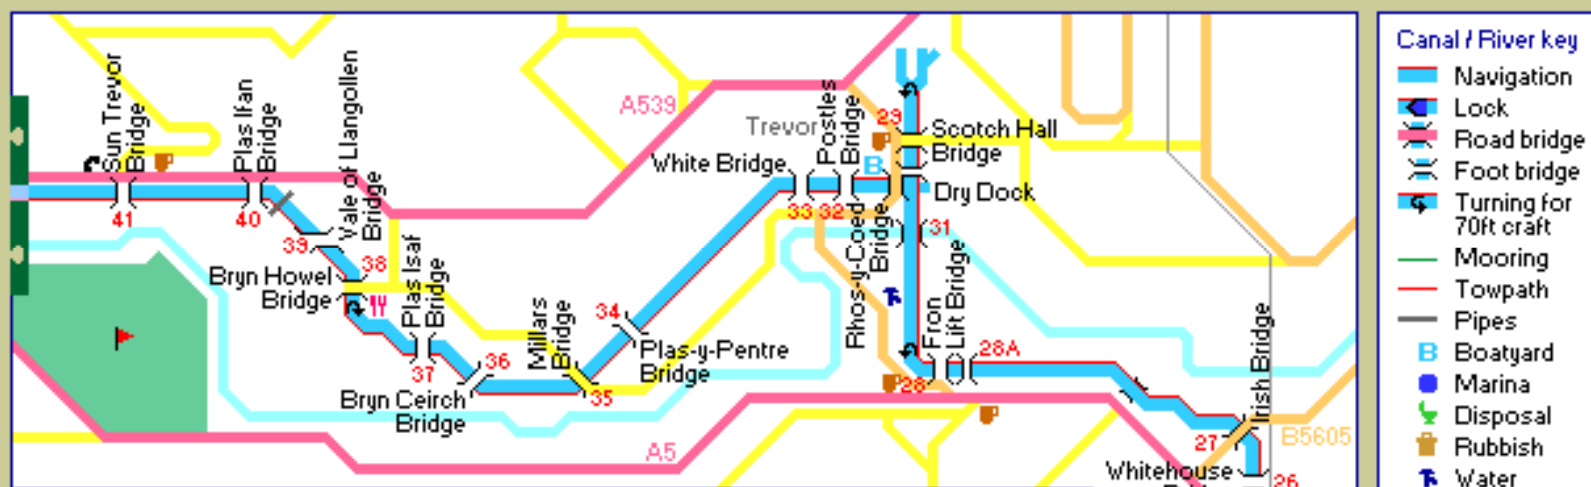 Sun Trevor
Bridge
41
Plas Ifan
Bridge
40
Vale of Llangollen
Bridge
39
38
Bryn Howel
Bridge
Plas Isaf
Bridge
37
36
Bryn Ceirch
Bridge
Millars
Bridge
35
34
Plas-y-Pentre
Bridge
A539
A5
Trevor
White Bridge
33
Postles
Bridge
32
B
29
Scotch Hall
Bridge
Dry Dock
31
Rhos-y-Coed
Bridge
Fron
Lift Bridge
28
28A
Irish Bridge
27
B5605
Whitehouse
26
Canal / River key
Navigation
Lock
Road bridge
Foot bridge
Turning for
70ft craft
Mooring
Towpath
Pipes
B Boatyard
Marina
Disposal
Rubbish
Water